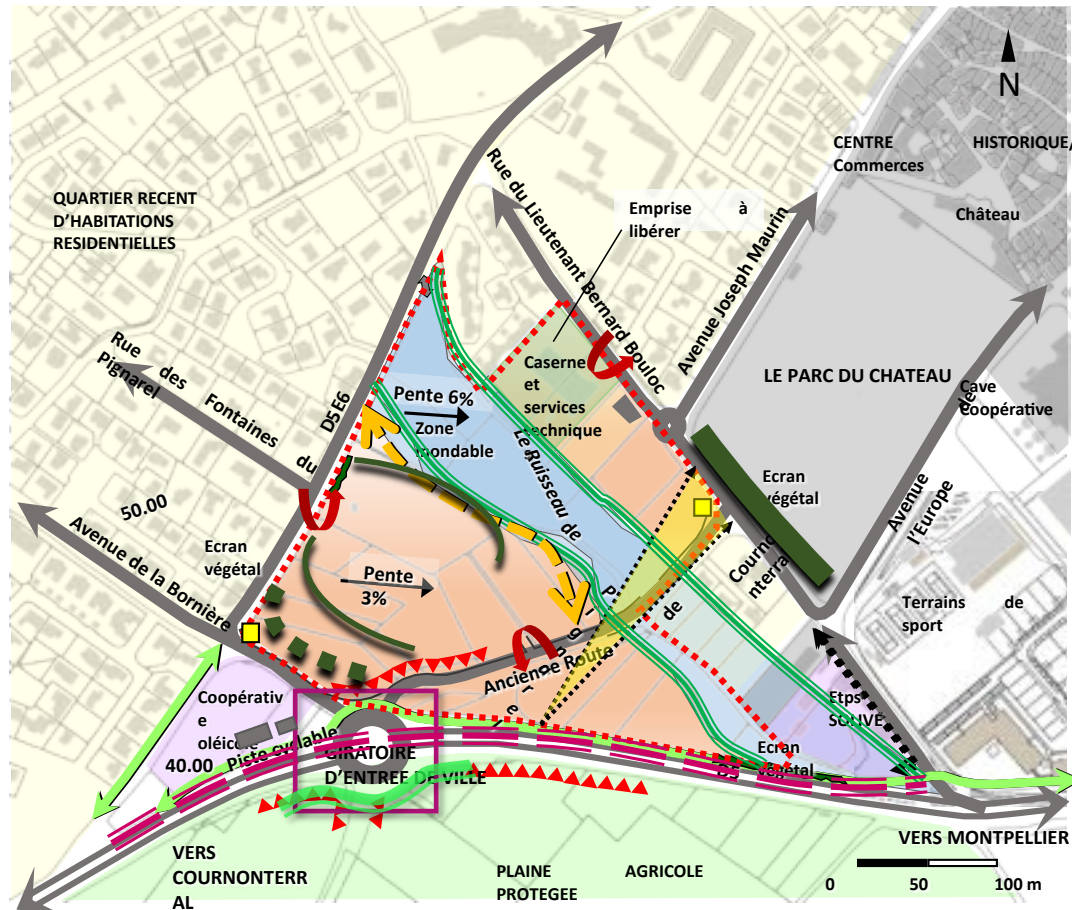 N
CENTRE HISTORIQUE/
Commerces
Château
QUARTIER RECENT
D'HABITATIONS
RESIDENTIELLES
Emprise à
libérer
Rue du Lieutenant Bernard Bouloc
Avenue Joseph Maurin
LE PARC DU CHATEAU
Cave
Coopérative
de
Avenue
l'Europe
Rue des
Fontaines du
Pignarel
D5E6
Caserne
et
services
technique
Pente 6%
Zone
inondable
Le Ruisseau de
Pignarel
Ecran
végétal
50.00
Avenue de la Bornière
Ecran
végétal
Pente
3%
de
Cournonterral
Terrains de
sport
Ancienne Route
Coopérativ
e
oléicole
40.00
Piste cyclable
GIRATOIRE
D'ENTREE DE VILLE
Etps
Ecran
végétal
D5
VERS MONTPELLIER
0 50 100 m
VERS
COURNONTERR
AL
PLAINE AGRICOLE
PROTEGEE